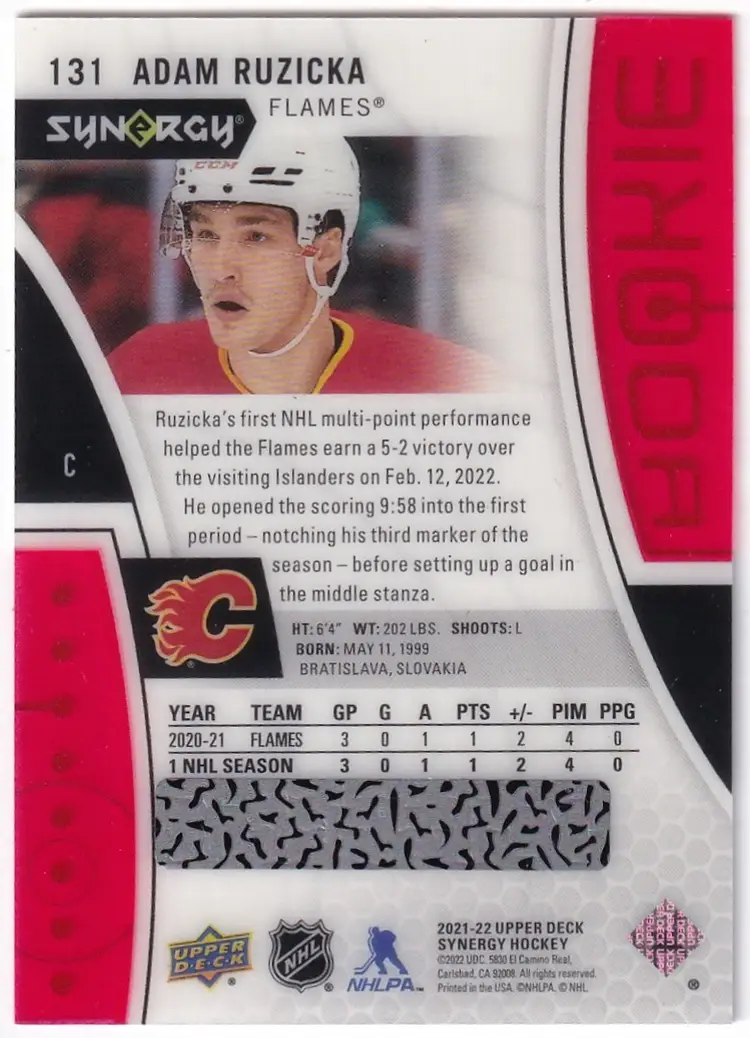 131 ADAM RUZICKA
FLAMES®
SYNERGY®
CCM
ROOKIE
Ruzicka's first NHL multi-point performance
helped the Flames earn a 5-2 victory over
the visiting Islanders on Feb. 12, 2022.
He opened the scoring 9:58 into the first
period – notching his third marker of the
season – before setting up a goal in
the middle stanza.
C
HT: 6'4" WT: 202 LBS. SHOOTS: L
BORN: MAY 11, 1999
BRATISLAVA, SLOVAKIA
YEAR TEAM GP G A PTS +/- PIM PPG
2020-21 FLAMES 3 0 1 1 2 4 0
1 NHL SEASON 3 0 1 1 2 4 0
UPPER DECK®
NHL®
NHLPA™
2021-22 UPPER DECK
SYNERGY HOCKEY
©2022 UDC. 5830 El Camino Real,
Carlsbad, CA 92008. All rights reserved.
Printed in the USA. ©NHLPA. © NHL.